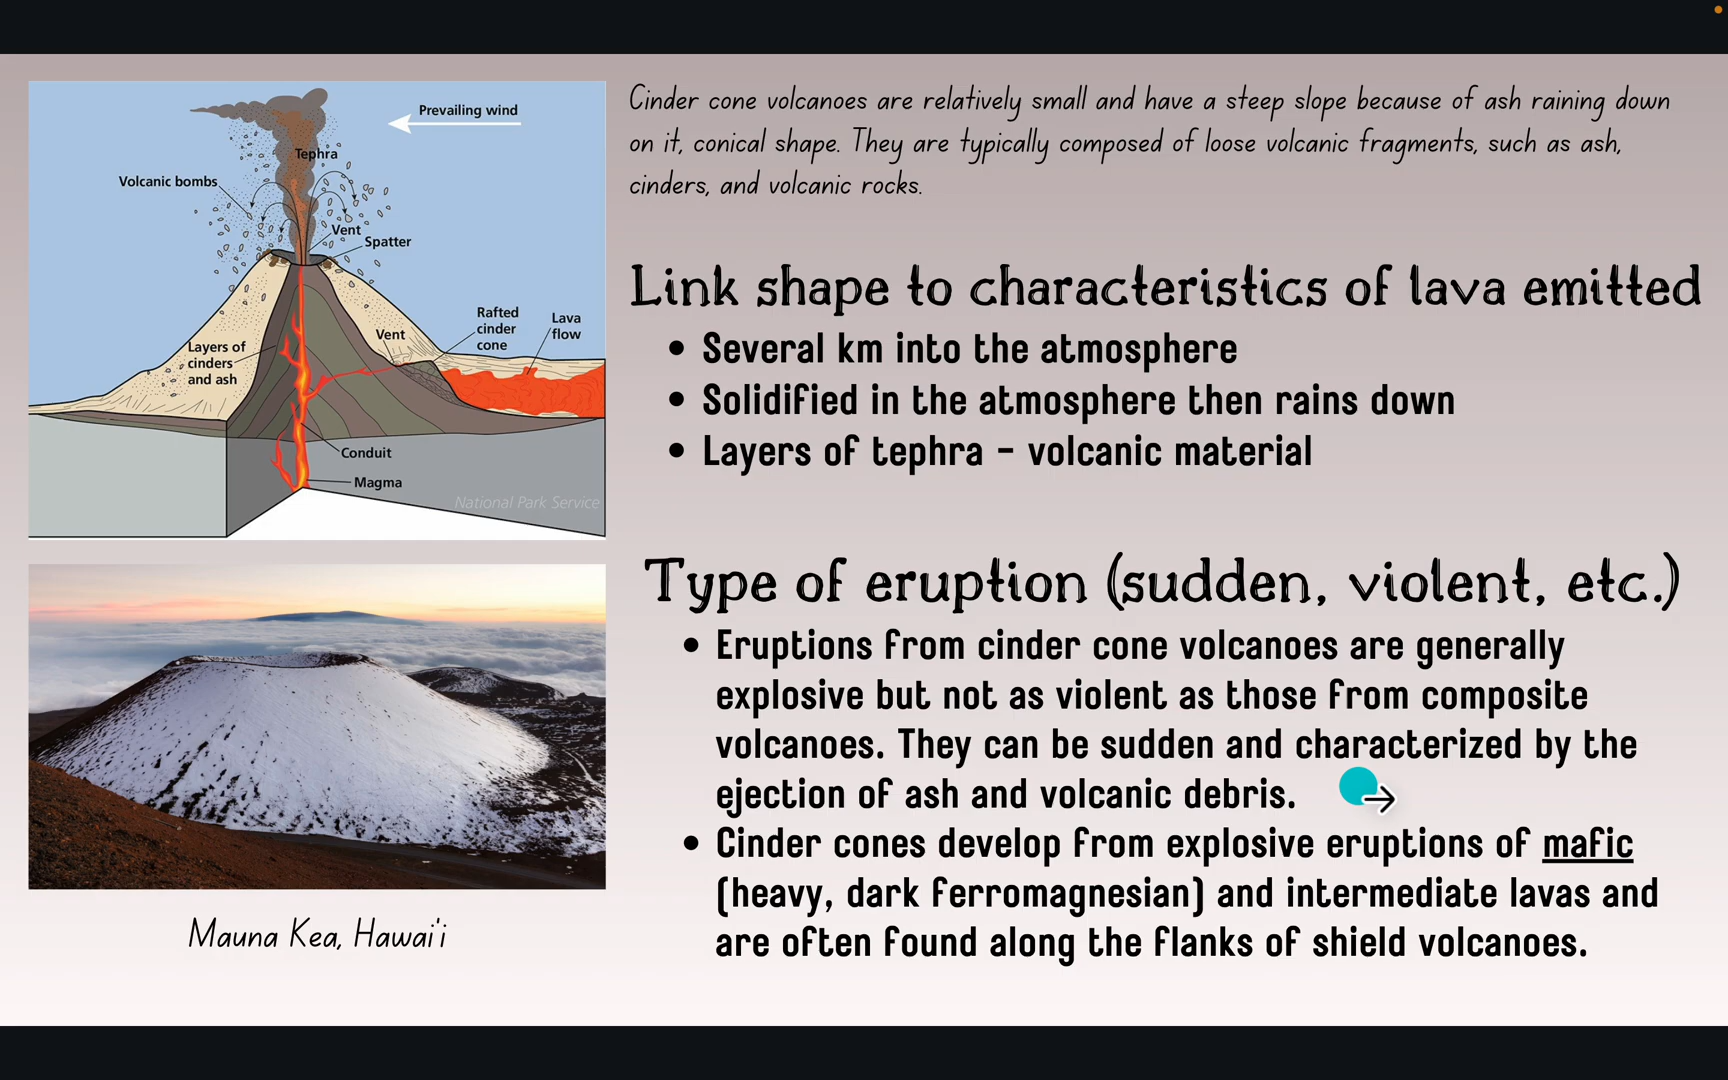 Cinder cone volcanoes are relatively small and have a steep slope because of ash raining down
on it, conical shape. They are typically composed of loose volcanic fragments, such as ash,
cinders, and volcanic rocks.
Prevailing wind
Tephra
Volcanic bombs
Vent
Spatter
Rafted
cinder
cone
Lava
flow
Vent
Layers of
cinders
and ash
Conduit
Magma
National Park Service
Mauna Kea, Hawai'i
Link shape to characteristics of lava emitted
• Several km into the atmosphere
• Solidified in the atmosphere then rains down
• Layers of tephra - volcanic material
Type of eruption (sudden, violent, etc.)
• Eruptions from cinder cone volcanoes are generally
explosive but not as violent as those from composite
volcanoes. They can be sudden and characterized by the
ejection of ash and volcanic debris.
• Cinder cones develop from explosive eruptions of mafic
(heavy, dark ferromagnesian) and intermediate lavas and
are often found along the flanks of shield volcanoes.